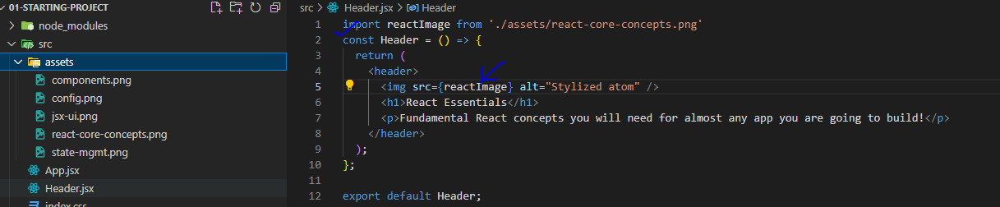 01-STARTING-PROJECT
node_modules
src
assets
components.png
config.png
jsx-ui.png
react-core-concepts.png
state-mgmt.png
App.jsx
Header.jsx
index.css
src > Header.jsx > Header
1 import reactImage from './assets/react-core-concepts.png'
2 const Header = () => {
3 return (
4 <header>
5 <img src={reactImage} alt="Stylized atom" />
6 <h1>React Essentials</h1>
7 <p>Fundamental React concepts you will need for almost any app you are going to build!</p>
8 </header>
9 );
10 };
11
12 export default Header;